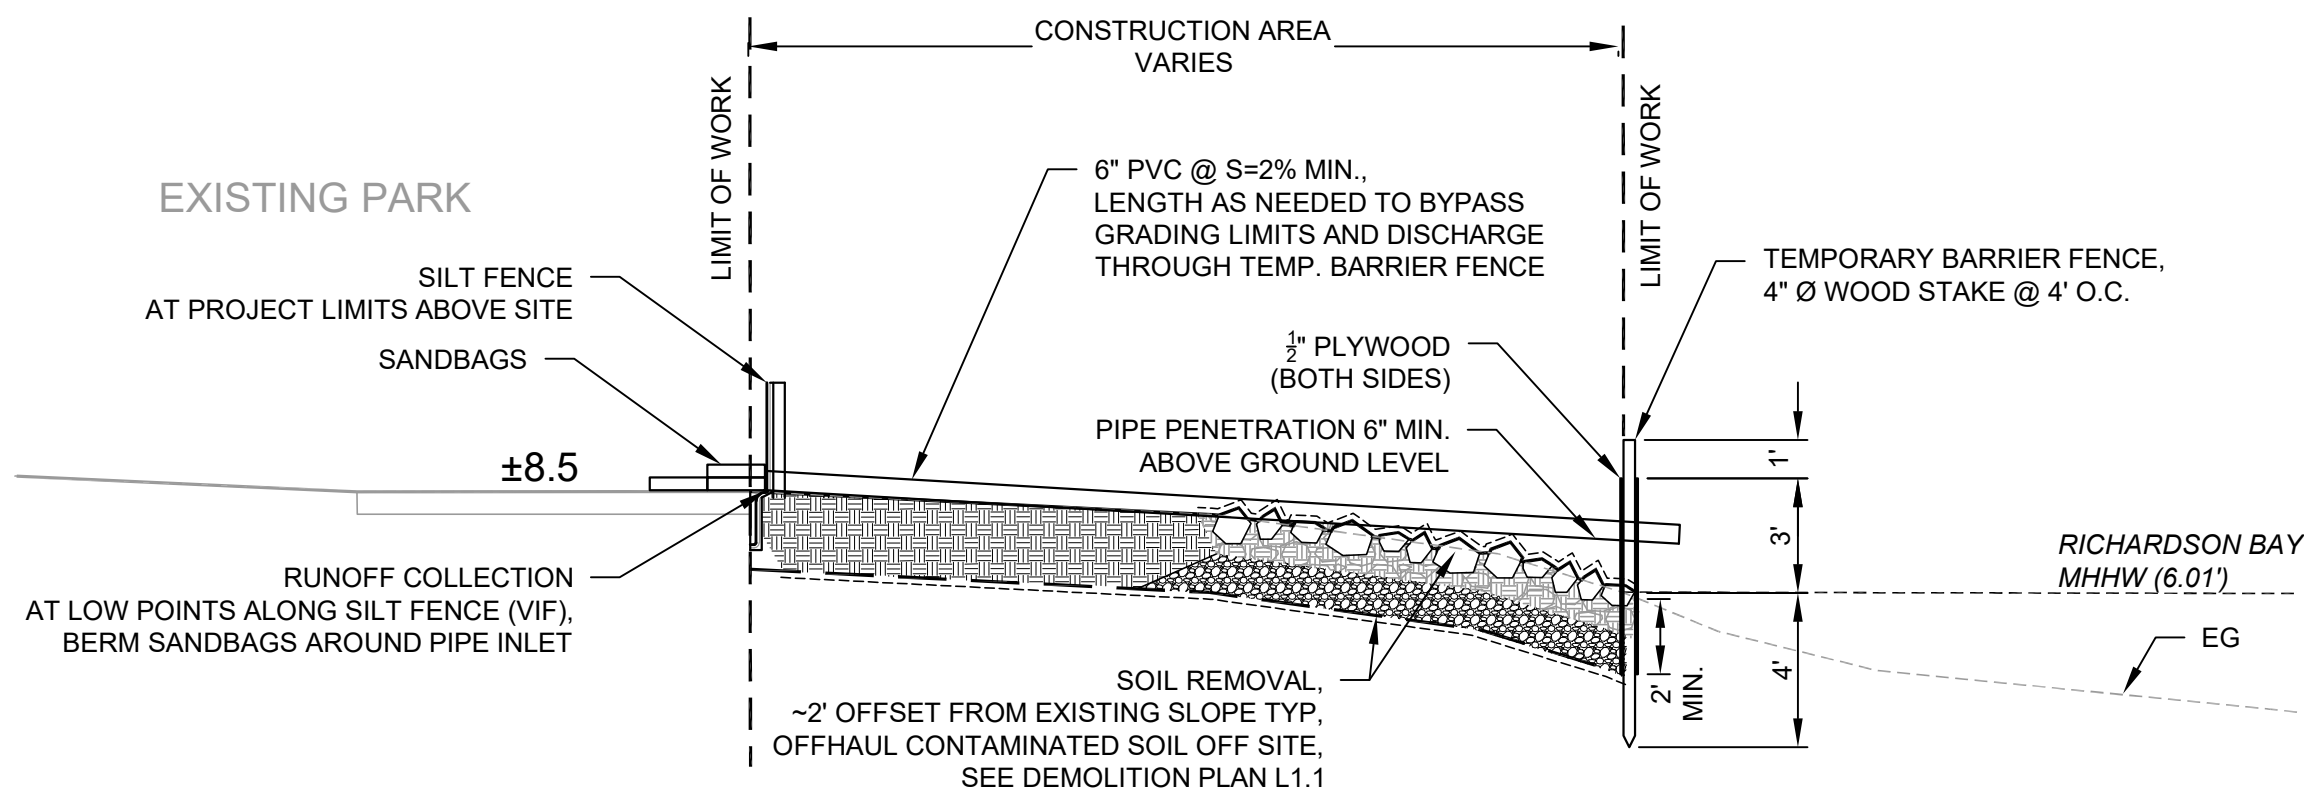 CONSTRUCTION AREA
VARIES
LIMIT OF WORK
LIMIT OF WORK
EXISTING PARK
6" PVC @ S=2% MIN.,
LENGTH AS NEEDED TO BYPASS
GRADING LIMITS AND DISCHARGE
THROUGH TEMP. BARRIER FENCE
SILT FENCE
AT PROJECT LIMITS ABOVE SITE
SANDBAGS
TEMPORARY BARRIER FENCE,
4" Ø WOOD STAKE @ 4' O.C.
1/2" PLYWOOD
(BOTH SIDES)
PIPE PENETRATION 6" MIN.
ABOVE GROUND LEVEL
±8.5
1'
3'
RICHARDSON BAY
MHHW (6.01')
RUNOFF COLLECTION
AT LOW POINTS ALONG SILT FENCE (VIF),
BERM SANDBAGS AROUND PIPE INLET
EG
2'
MIN.
4'
SOIL REMOVAL,
~2' OFFSET FROM EXISTING SLOPE TYP,
OFFHAUL CONTAMINATED SOIL OFF SITE,
SEE DEMOLITION PLAN L1.1